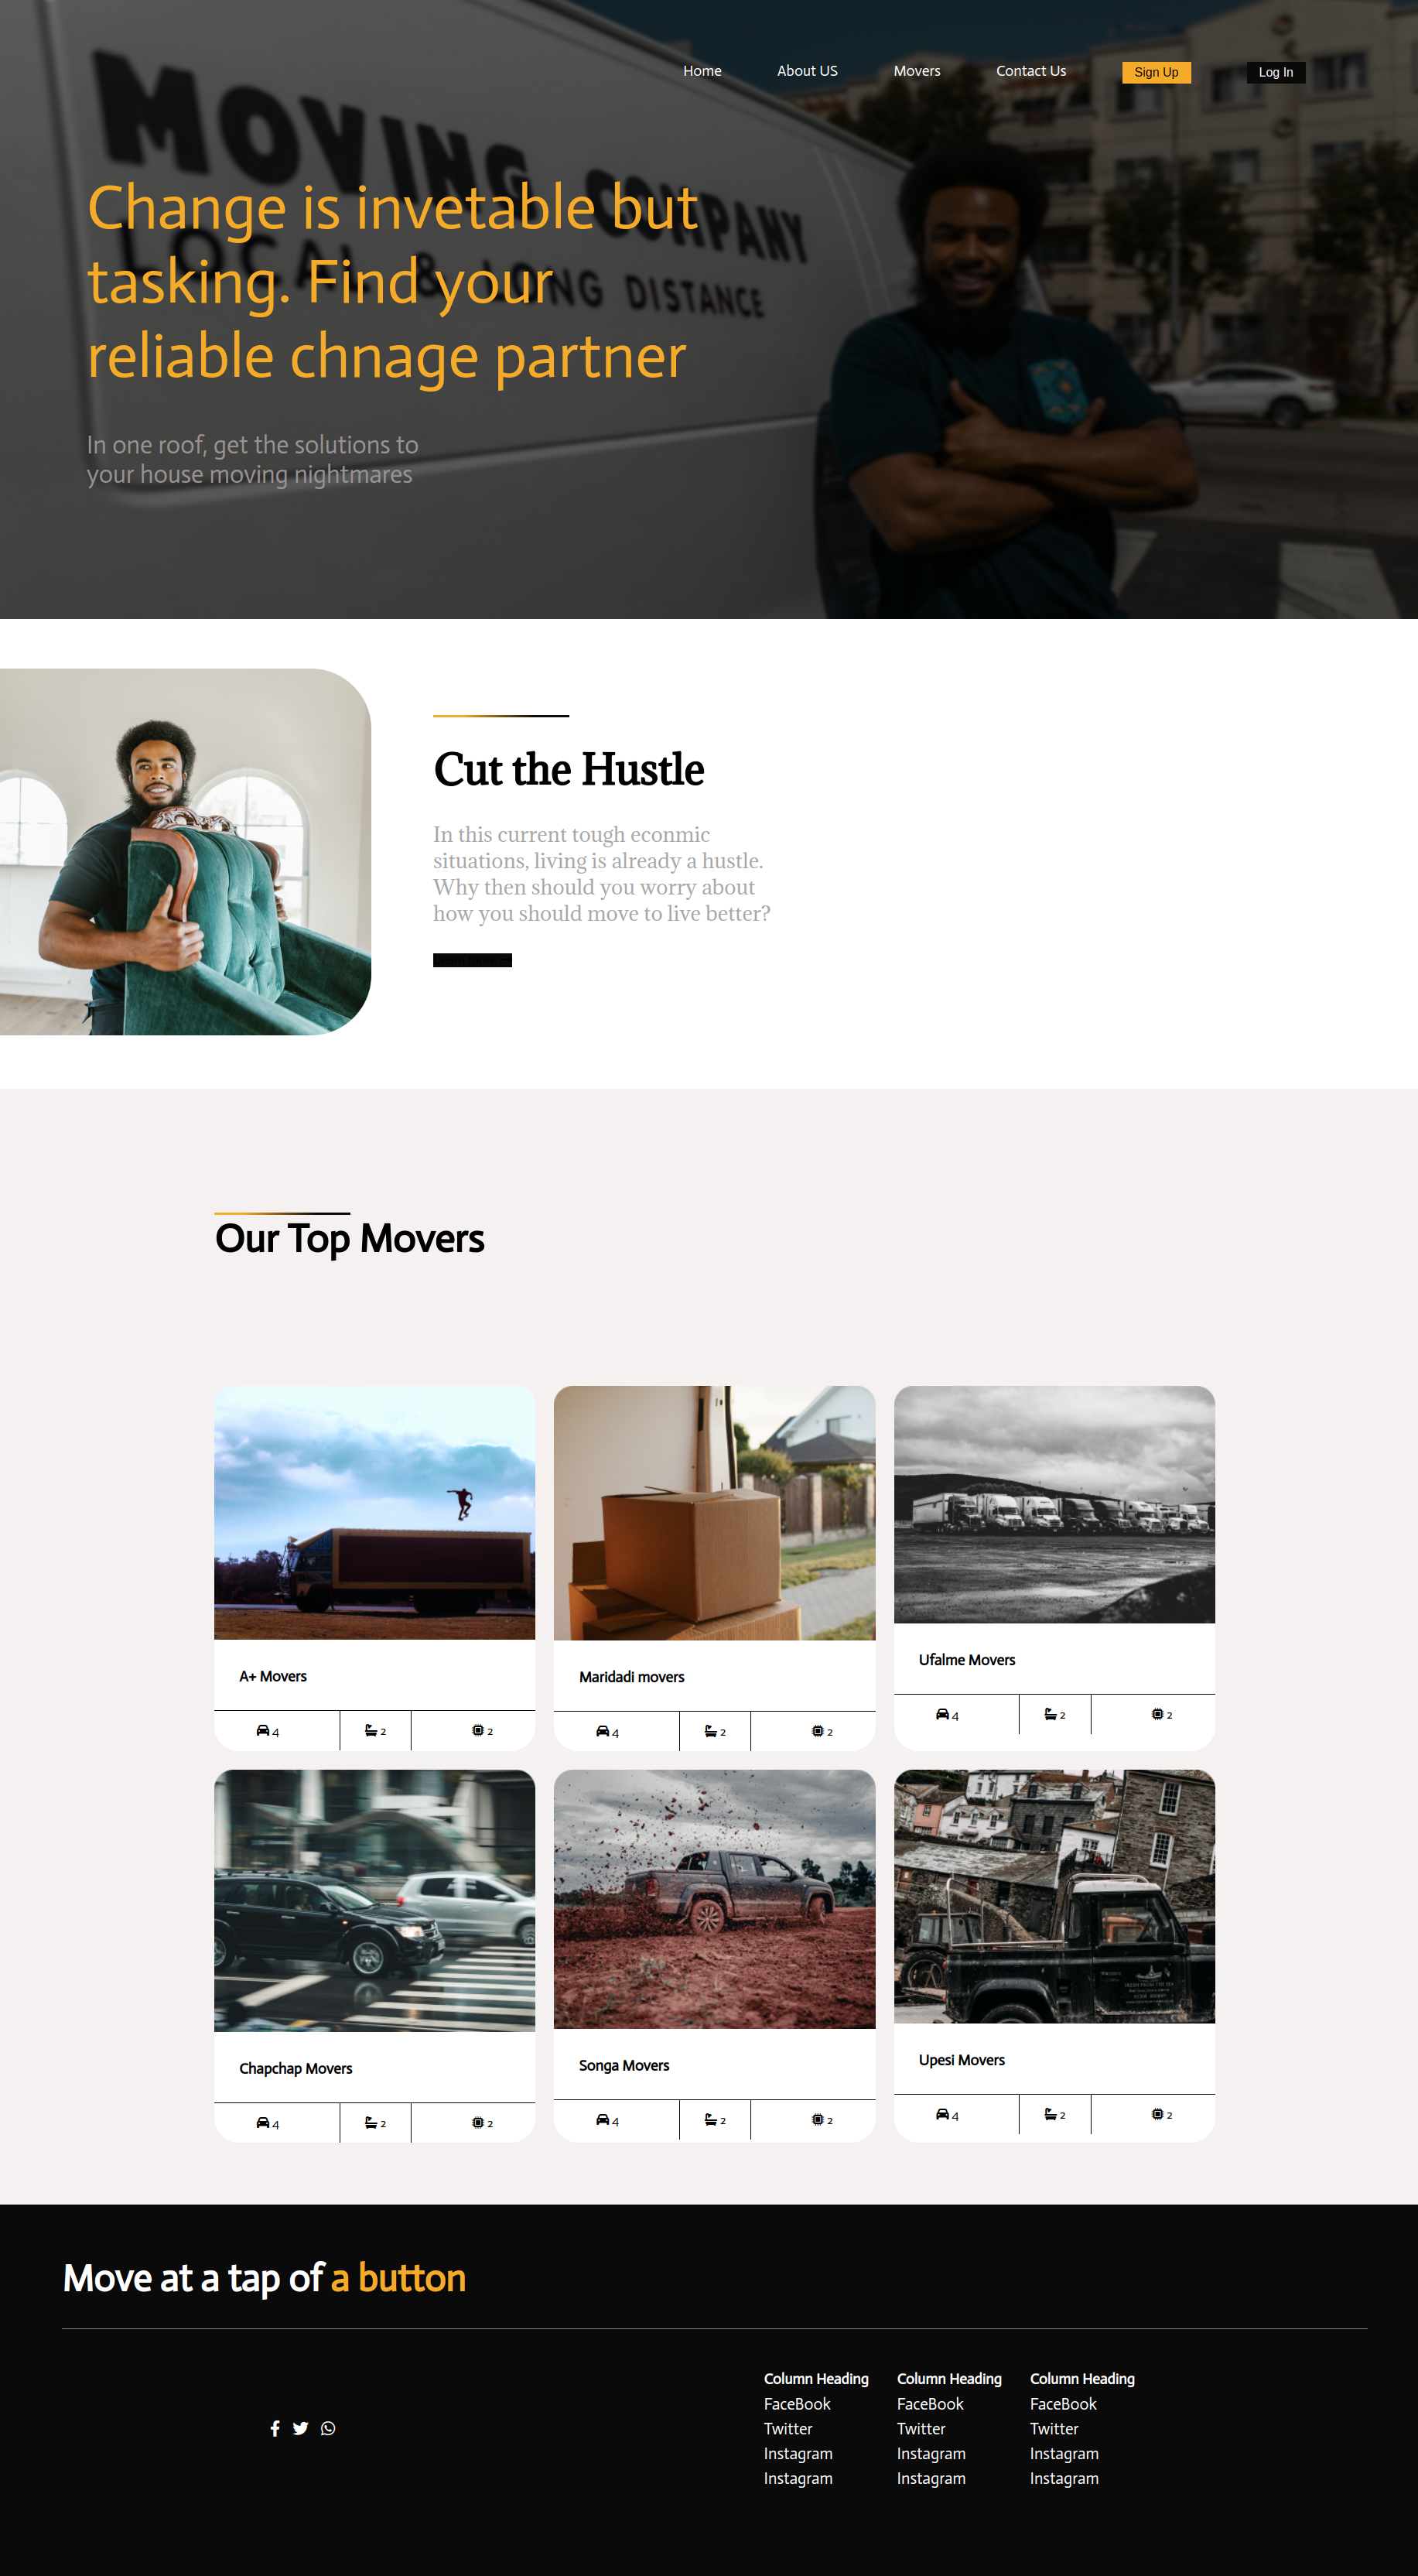 Home
About US
Movers
Contact Us
Sign Up
Log In
MOVING COMPANY
LOCAL & LONG DISTANCE
Change is invetable but
tasking. Find your
reliable chnage partner
In one roof, get the solutions to
your house moving nightmares
Cut the Hustle
In this current tough econmic
situations, living is already a hustle.
Why then should you worry about
how you should move to live better?
Our Top Movers
A+ Movers
4
2
2
Maridadi movers
4
2
2
Ufalme Movers
4
2
2
Chapchap Movers
4
2
2
Songa Movers
4
2
2
Upesi Movers
4
2
2
Move at a tap of a button
Column Heading
FaceBook
Twitter
Instagram
Instagram
Column Heading
FaceBook
Twitter
Instagram
Instagram
Column Heading
FaceBook
Twitter
Instagram
Instagram